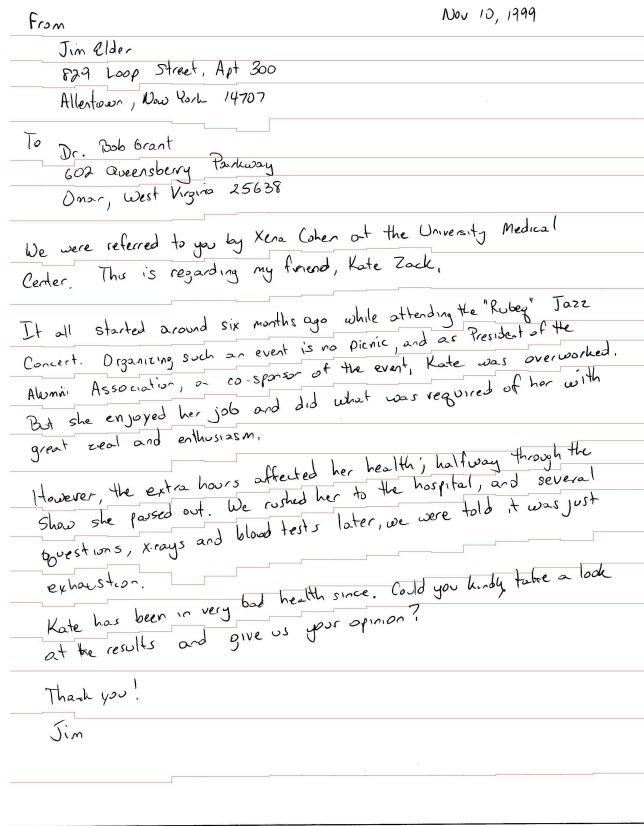 Nov 10, 1999
From
Jim Elder
829 Loop Street, Apt 300
Allentown, New York 14707
To
Dr. Bob Grant
602 Queensberry Parkway
Omar, West Virginia 25638
We were referred to you by Xena Cohen at the University Medical
Center. This is regarding my friend, Kate Zack.
It all started around six months ago while attending the "Rubeq" Jazz
Concert. Organizing such an event is no picnic, and as President of the
Alumni Association, a co-sponsor of the event, Kate was overworked.
But she enjoyed her job and did what was required of her with
great zeal and enthusiasm.
However, the extra hours affected her health; halfway through the
show she passed out. We rushed her to the hospital, and several
questions, x-rays and blood tests later, we were told it was just
exhaustion.
Kate has been in very bad health since. Could you kindly take a look
at the results and give us your opinion?
Thank you!
Jim